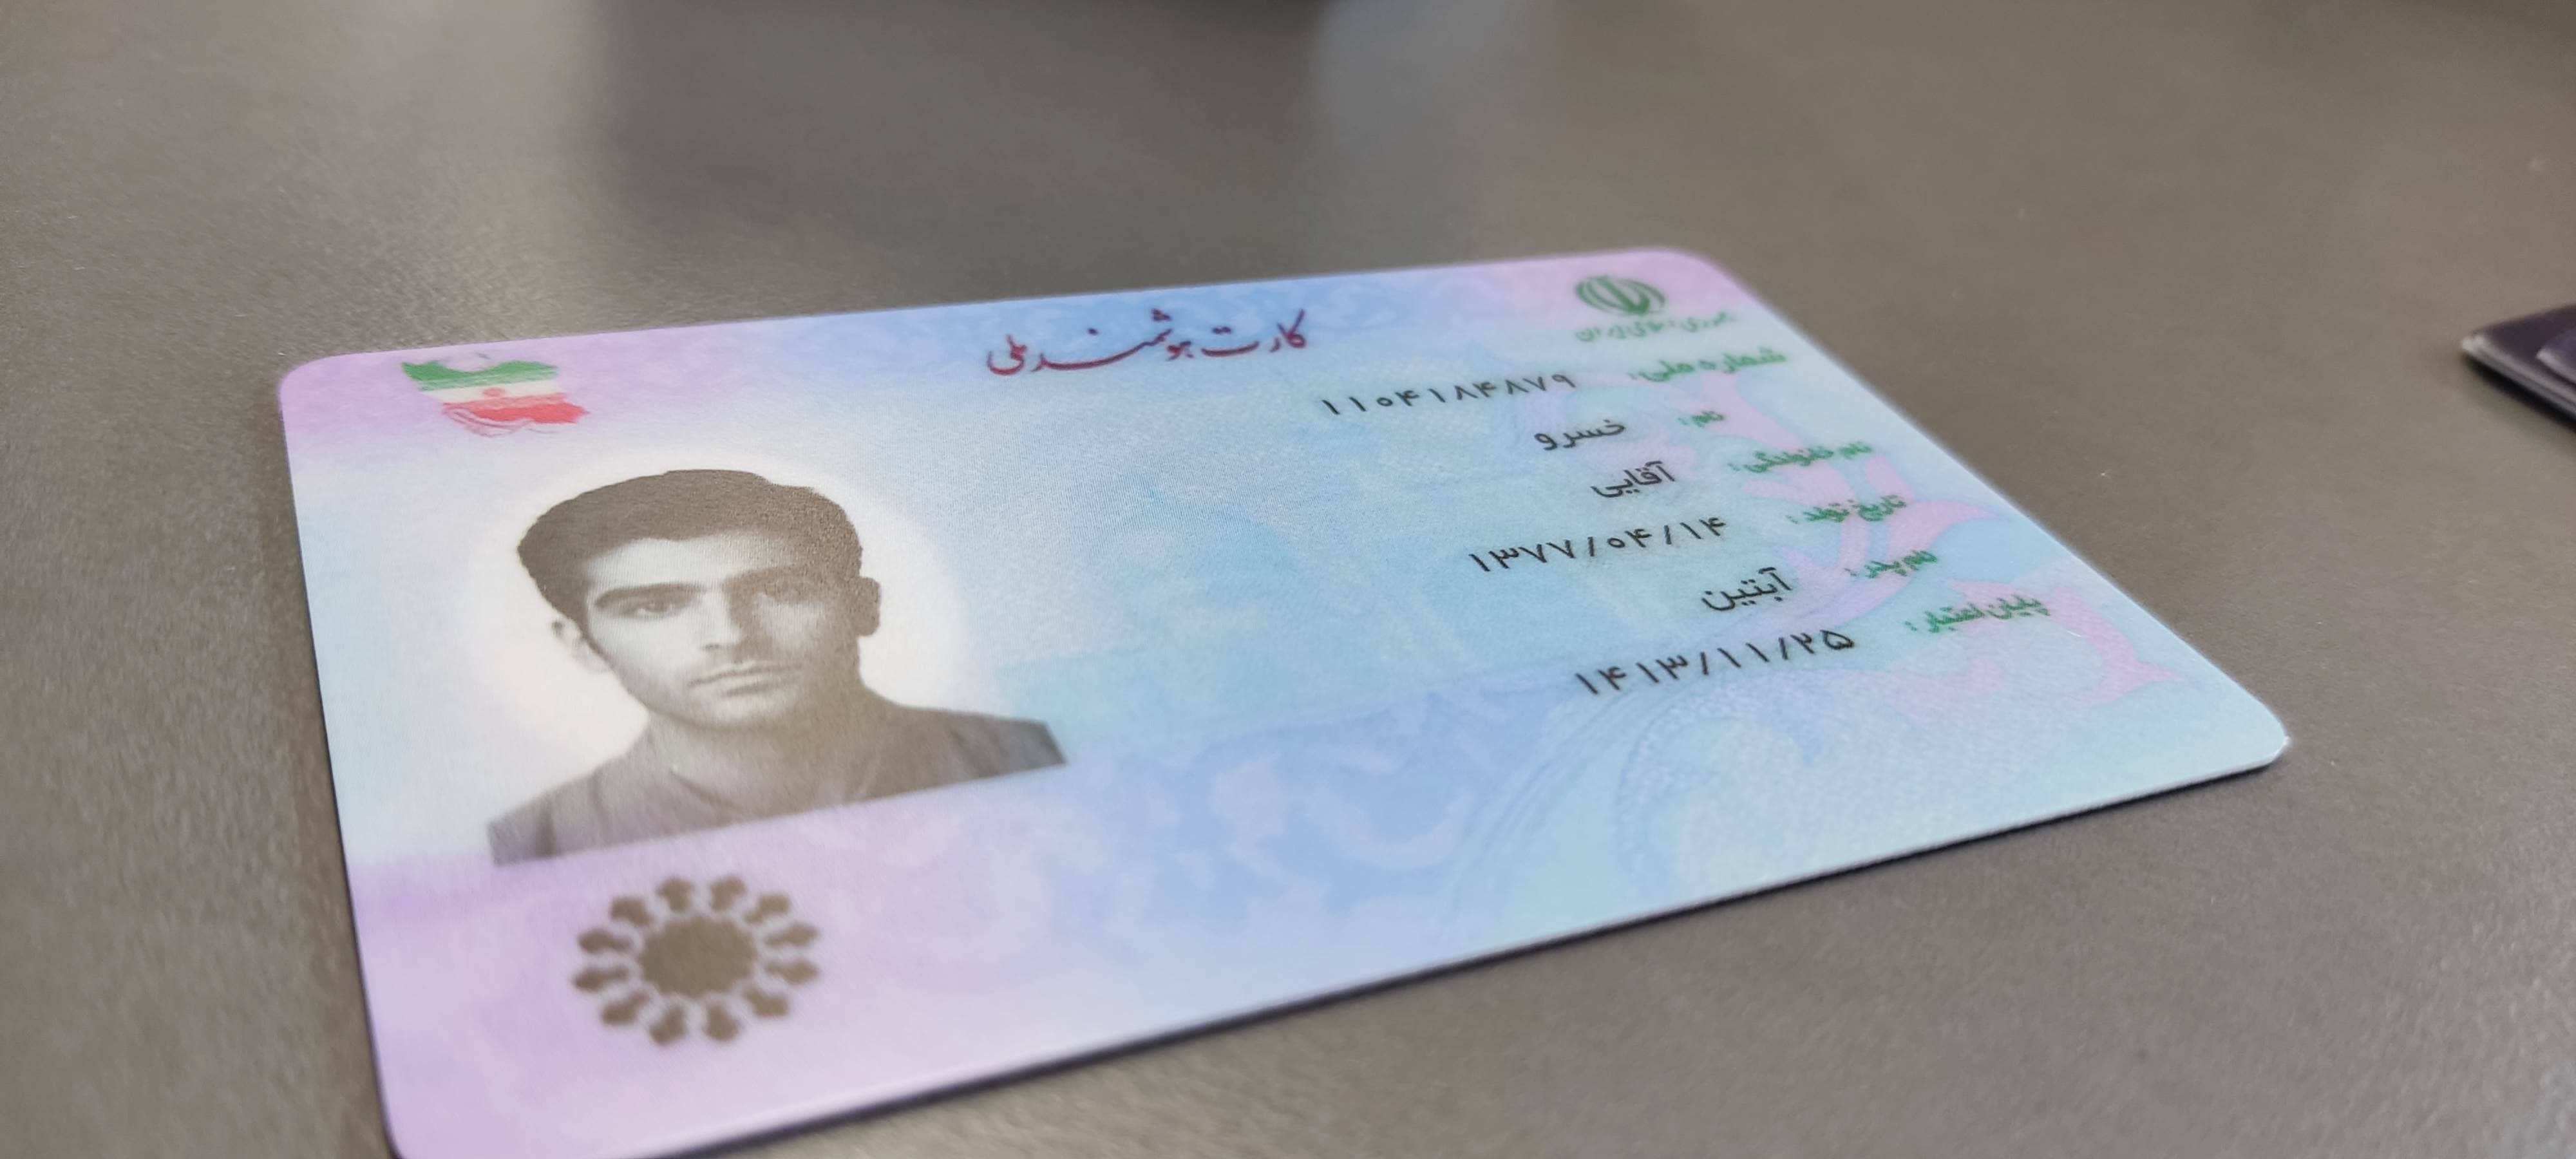 جمهوری اسلامی ایران
کارت هوشمند ملی
شماره ملی: ۱۱۰۴۱۸۴۸۷۹
نام: خسرو
نام خانوادگی: آقایی
تاریخ تولد: ۱۳۷۷/۰۴/۱۴
نام پدر: آبتین
پایان اعتبار: ۱۴۱۳/۱۱/۲۵